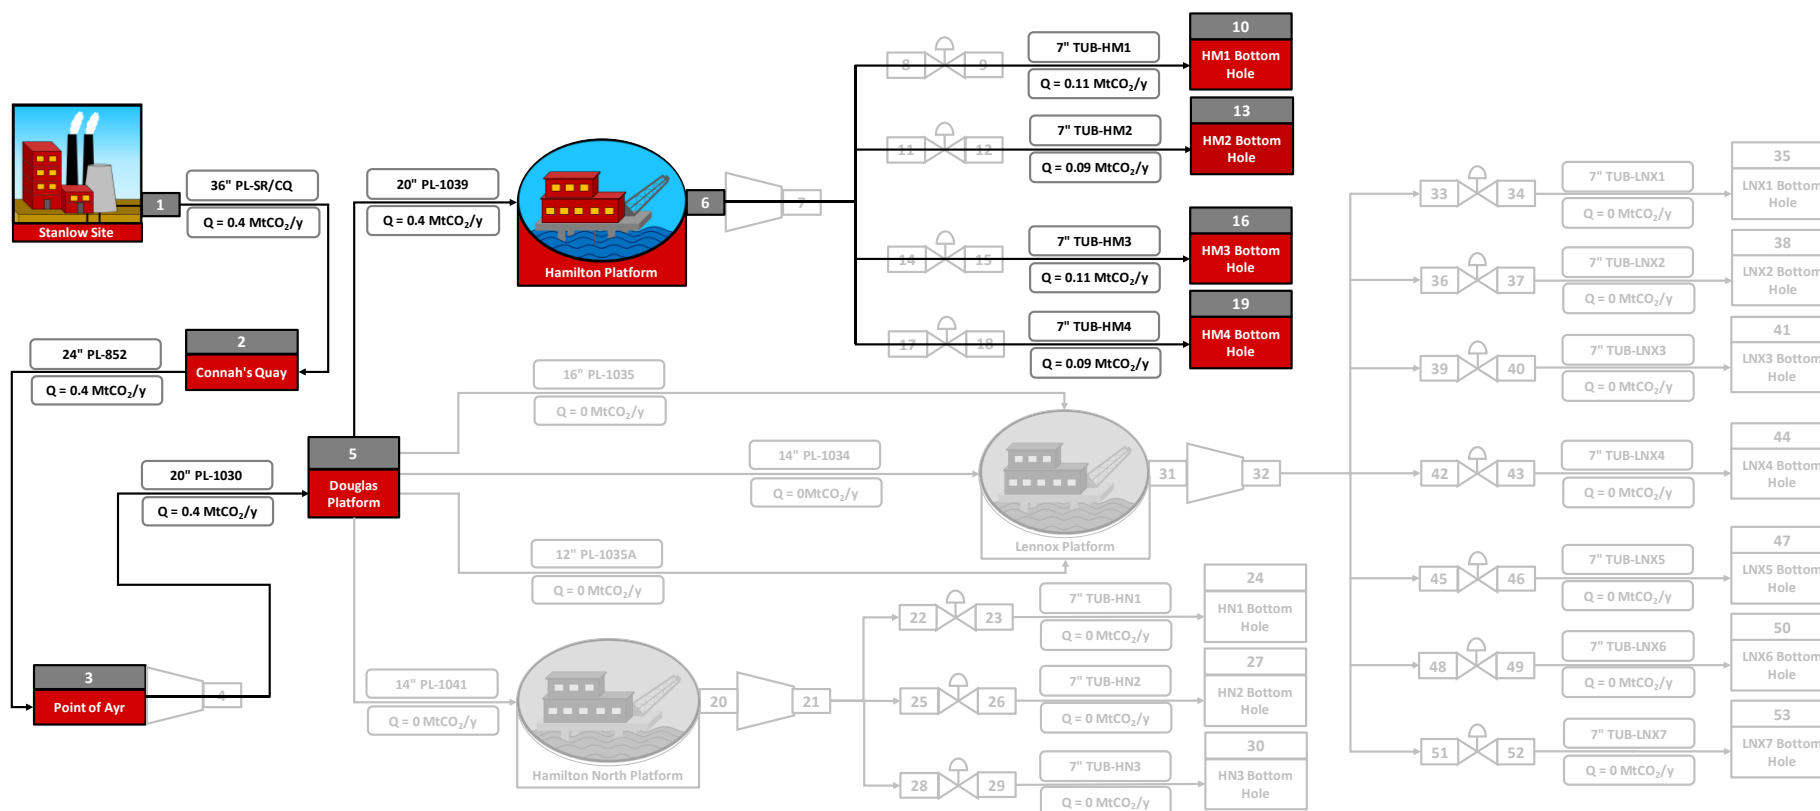 1
Stanlow Site
36" PL-SR/CQ
Q = 0.4 MtCO₂/y
2
Connah's Quay
24" PL-852
Q = 0.4 MtCO₂/y
3
Point of Ayr
4
20" PL-1030
Q = 0.4 MtCO₂/y
5
Douglas
Platform
20" PL-1039
Q = 0.4 MtCO₂/y
Hamilton Platform
6
7
8
9
7" TUB-HM1
Q = 0.11 MtCO₂/y
10
HM1 Bottom
Hole
11
12
7" TUB-HM2
Q = 0.09 MtCO₂/y
13
HM2 Bottom
Hole
14
15
7" TUB-HM3
Q = 0.11 MtCO₂/y
16
HM3 Bottom
Hole
17
18
7" TUB-HM4
Q = 0.09 MtCO₂/y
19
HM4 Bottom
Hole
16" PL-1035
Q = 0 MtCO₂/y
14" PL-1034
Q = 0MtCO₂/y
12" PL-1035A
Q = 0 MtCO₂/y
14" PL-1041
Q = 0 MtCO₂/y
Hamilton North Platform
20
21
22
23
7" TUB-HN1
Q = 0 MtCO₂/y
24
HN1 Bottom
Hole
25
26
7" TUB-HN2
Q = 0 MtCO₂/y
27
HN2 Bottom
Hole
28
29
7" TUB-HN3
Q = 0 MtCO₂/y
30
HN3 Bottom
Hole
Lennox Platform
31
32
33
34
7" TUB-LNX1
Q = 0 MtCO₂/y
35
LNX1 Bottom
Hole
36
37
7" TUB-LNX2
Q = 0 MtCO₂/y
38
LNX2 Bottom
Hole
39
40
7" TUB-LNX3
Q = 0 MtCO₂/y
41
LNX3 Bottom
Hole
42
43
7" TUB-LNX4
Q = 0 MtCO₂/y
44
LNX4 Bottom
Hole
45
46
7" TUB-LNX5
Q = 0 MtCO₂/y
47
LNX5 Bottom
Hole
48
49
7" TUB-LNX6
Q = 0 MtCO₂/y
50
LNX6 Bottom
Hole
51
52
7" TUB-LNX7
Q = 0 MtCO₂/y
53
LNX7 Bottom
Hole